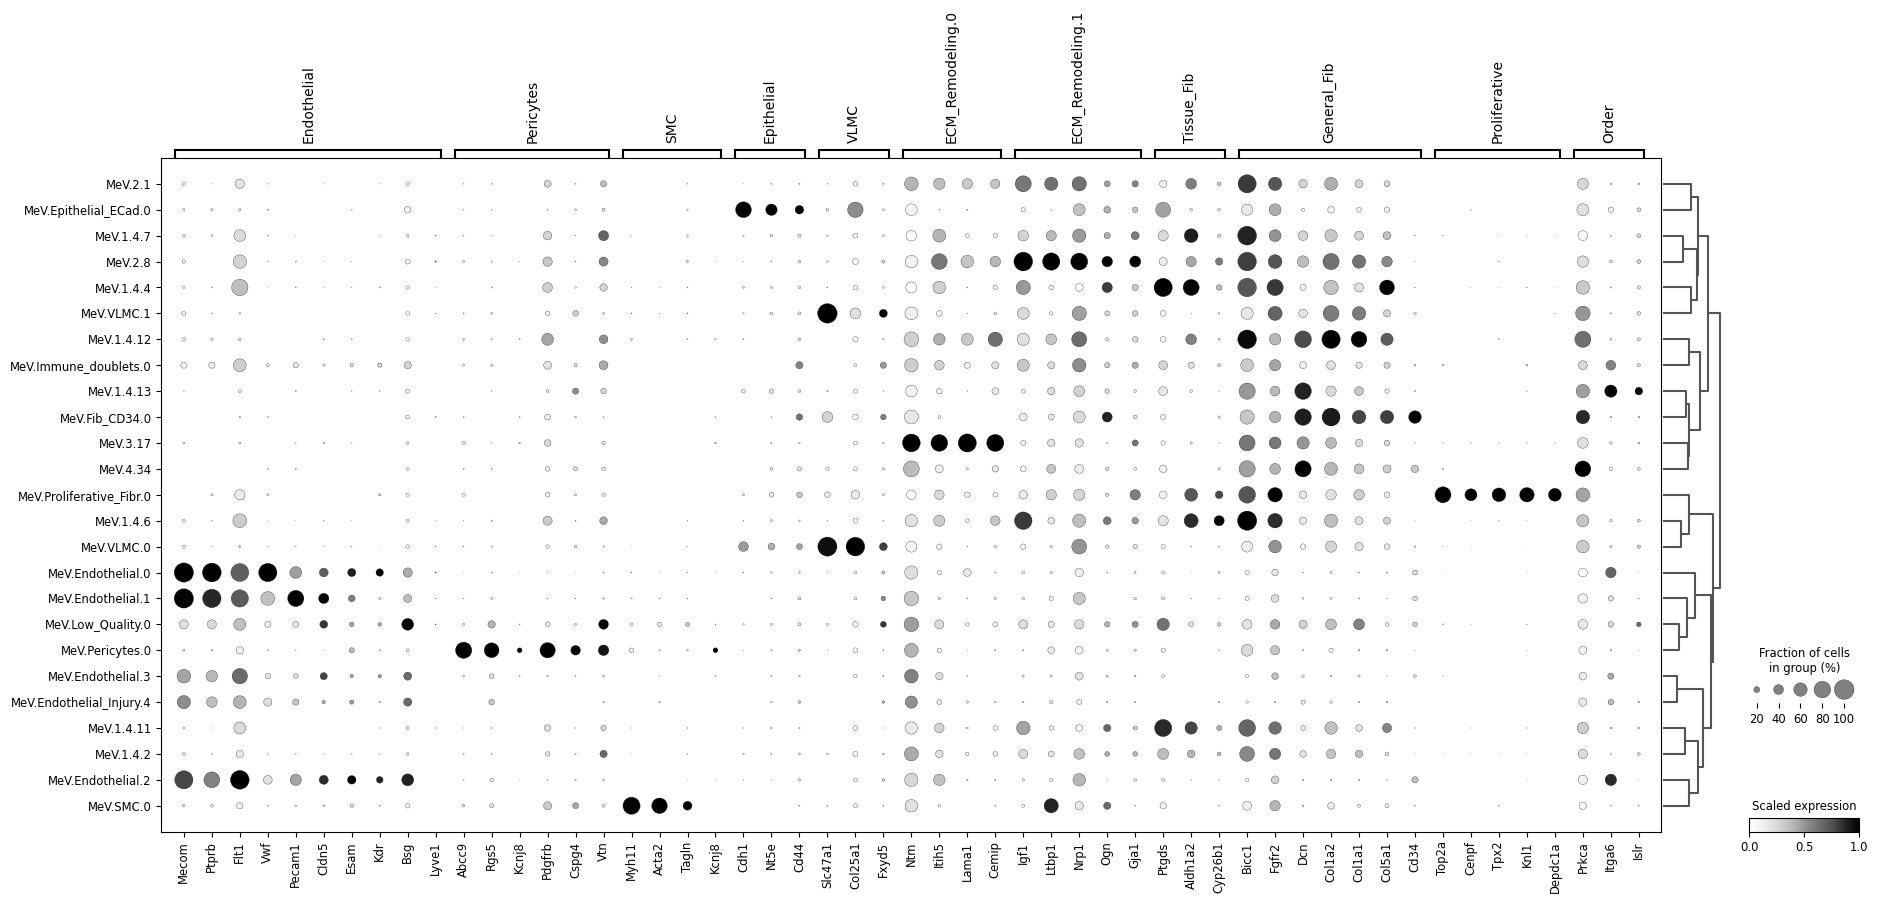 Endothelial
Pericytes
SMC
Epithelial
VLMC
ECM_Remodeling.0
ECM_Remodeling.1
Tissue_Fib
General_Fib
Proliferative
Order
MeV.2.1
MeV.Epithelial_ECad.0
MeV.1.4.7
MeV.2.8
MeV.1.4.4
MeV.VLMC.1
MeV.1.4.12
MeV.Immune_doublets.0
MeV.1.4.13
MeV.Fib_CD34.0
MeV.3.17
MeV.4.34
MeV.Proliferative_Fibr.0
MeV.1.4.6
MeV.VLMC.0
MeV.Endothelial.0
MeV.Endothelial.1
MeV.Low_Quality.0
MeV.Pericytes.0
MeV.Endothelial.3
MeV.Endothelial_Injury.4
MeV.1.4.11
MeV.1.4.2
MeV.Endothelial.2
MeV.SMC.0
Mecom
Ptprb
Flt1
Vwf
Pecam1
Cldn5
Esam
Kdr
Bsg
Lyve1
Abcc9
Rgs5
Kcnj8
Pdgfrb
Cspg4
Vtn
Myh11
Acta2
Tagln
Kcnj8
Cdh1
Nt5e
Cd44
Slc47a1
Col25a1
Fxyd5
Ntm
Itih5
Lama1
Cemip
Igf1
Ltbp1
Nrp1
Ogn
Gja1
Ptgds
Aldh1a2
Cyp26b1
Bicc1
Fgfr2
Dcn
Col1a2
Col1a1
Col5a1
Cd34
Top2a
Cenpf
Tpx2
Knl1
Depdc1a
Prkca
Itga6
Islr
Fraction of cells
in group (%)
20 40 60 80 100
Scaled expression
0.0 0.5 1.0